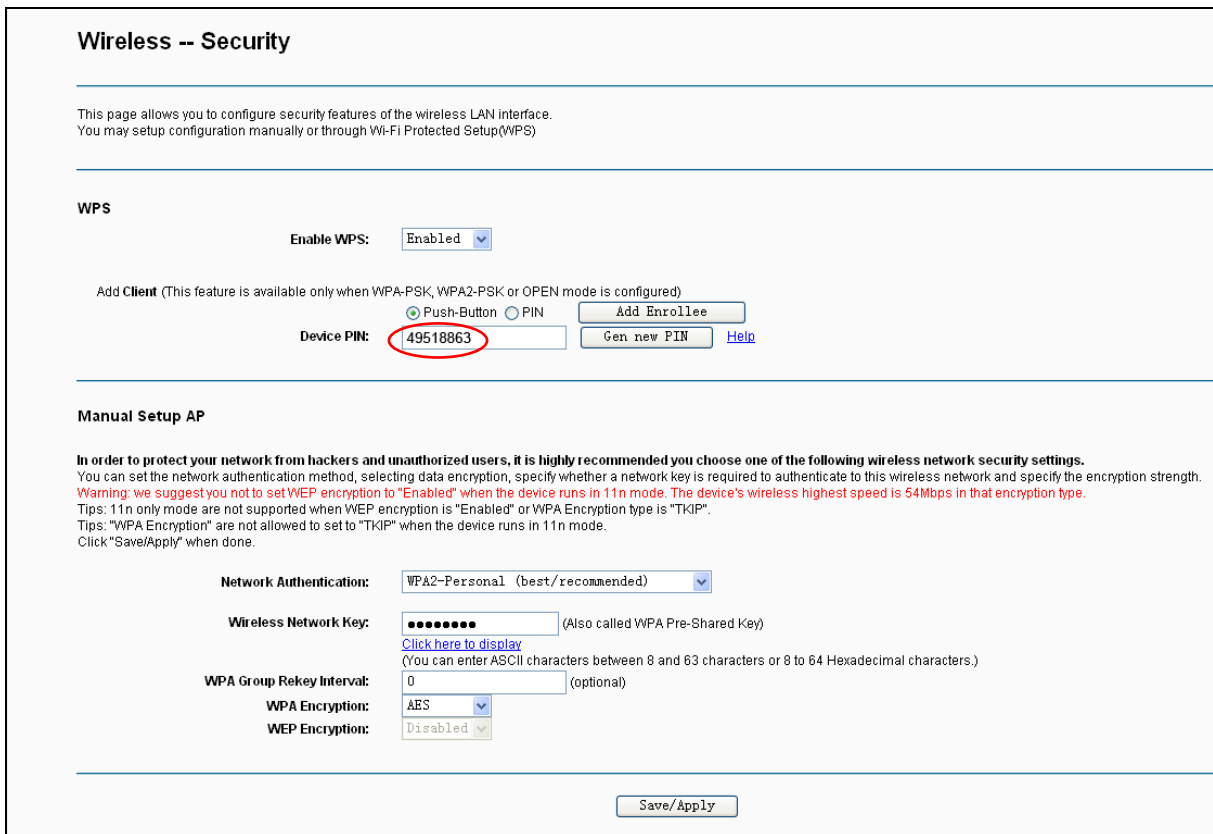 Wireless -- Security
This page allows you to configure security features of the wireless LAN interface.
You may setup configuration manually or through Wi-Fi Protected Setup(WPS)
WPS
Enable WPS: Enabled
Add Client (This feature is available only when WPA-PSK, WPA2-PSK or OPEN mode is configured)
Push-Button PIN Add Enrollee
Device PIN: 49518863 Gen new PIN Help
Manual Setup AP
In order to protect your network from hackers and unauthorized users, it is highly recommended you choose one of the following wireless network security settings.
You can set the network authentication method, selecting data encryption, specify whether a network key is required to authenticate to this wireless network and specify the encryption strength.
Warning: we suggest you not to set WEP encryption to "Enabled" when the device runs in 11n mode. The device's wireless highest speed is 54Mbps in that encryption type.
Tips: 11n only mode are not supported when WEP encryption is "Enabled" or WPA Encryption type is "TKIP".
Tips: "WPA Encryption" are not allowed to set to "TKIP" when the device runs in 11n mode.
Click "Save/Apply" when done.
Network Authentication: WPA2-Personal (best/recommended)
Wireless Network Key: ●●●●●●●● (Also called WPA Pre-Shared Key)
Click here to display
(You can enter ASCII characters between 8 and 63 characters or 8 to 64 Hexadecimal characters.)
WPA Group Rekey Interval: 0 (optional)
WPA Encryption: AES
WEP Encryption: Disabled
Save/Apply